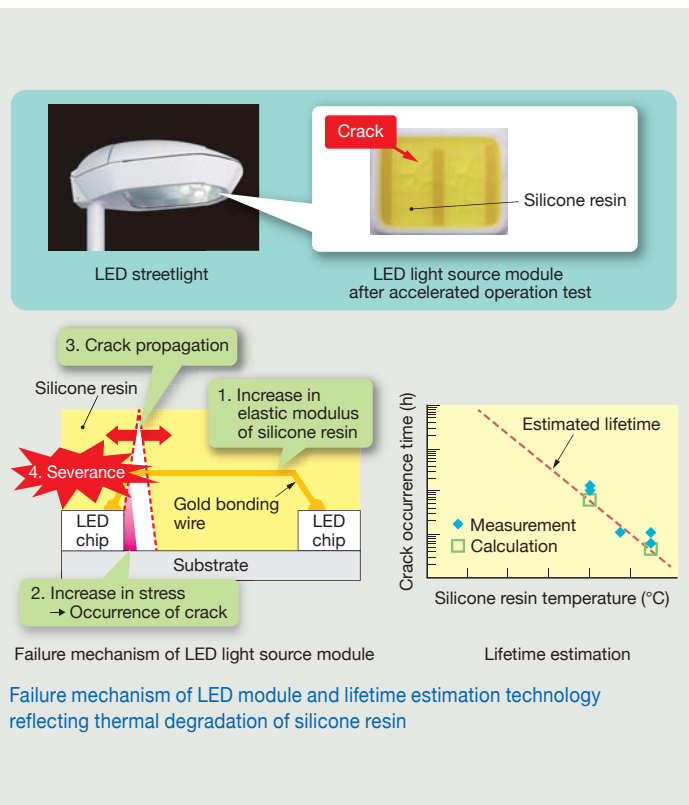 Crack
Silicone resin
LED streetlight
LED light source module
after accelerated operation test
3. Crack propagation
Silicone resin
1. Increase in
elastic modulus
of silicone resin
4. Severance
Gold bonding
wire
LED
chip
LED
chip
Substrate
2. Increase in stress
→ Occurrence of crack
Failure mechanism of LED light source module
Crack occurrence time (h)
Estimated lifetime
Measurement
Calculation
Silicone resin temperature (°C)
Lifetime estimation
Failure mechanism of LED module and lifetime estimation technology
reflecting thermal degradation of silicone resin